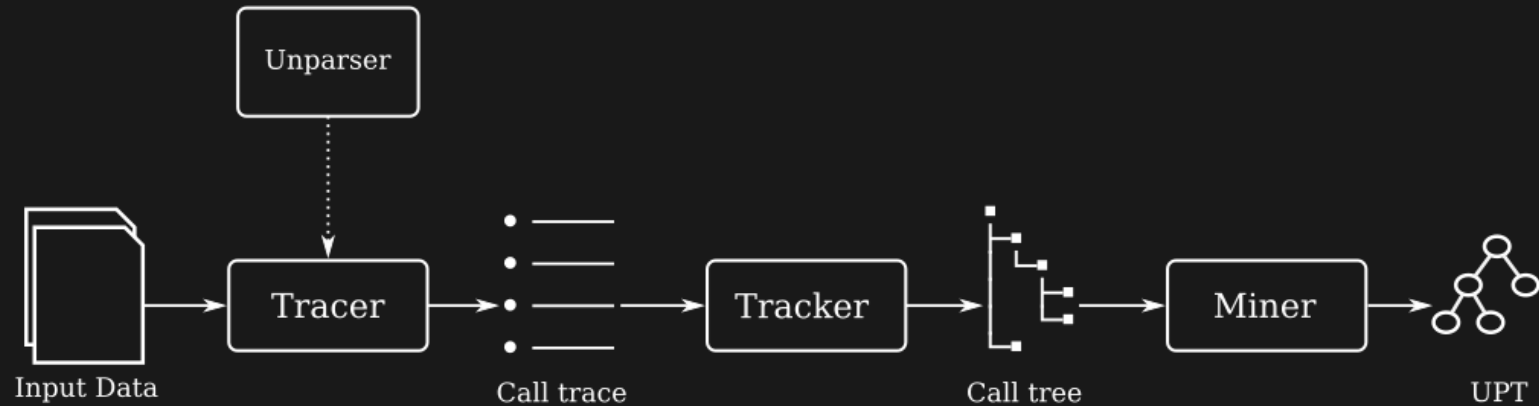 Unparser
Tracer
Tracker
Miner
Input Data
Call trace
Call tree
UPT